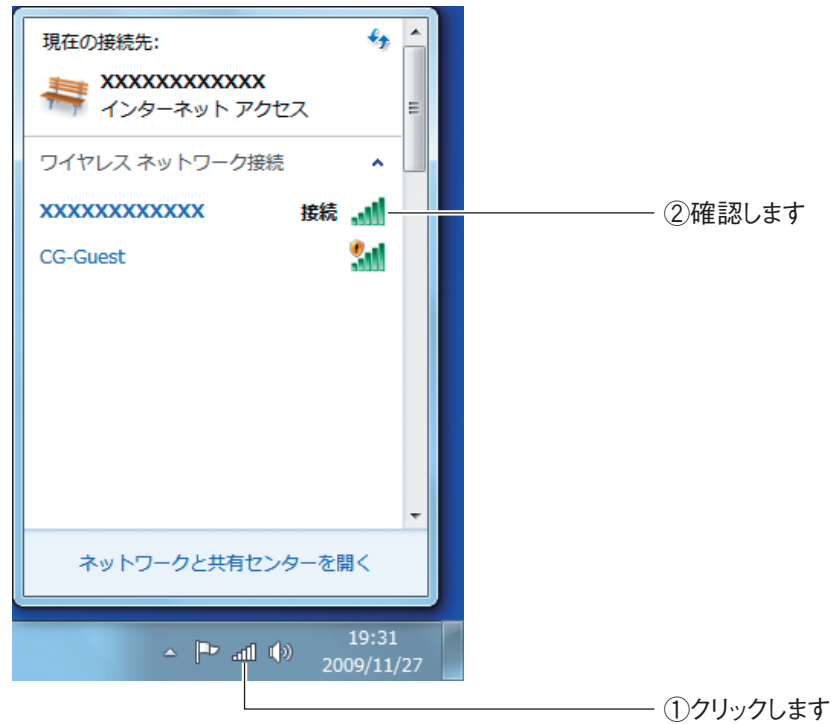 現在の接続先:
XXXXXXXXXXXX
インターネット アクセス
ワイヤレス ネットワーク接続
XXXXXXXXXXXX 接続
②確認します
CG-Guest
ネットワークと共有センターを開く
19:31
2009/11/27
①クリックします